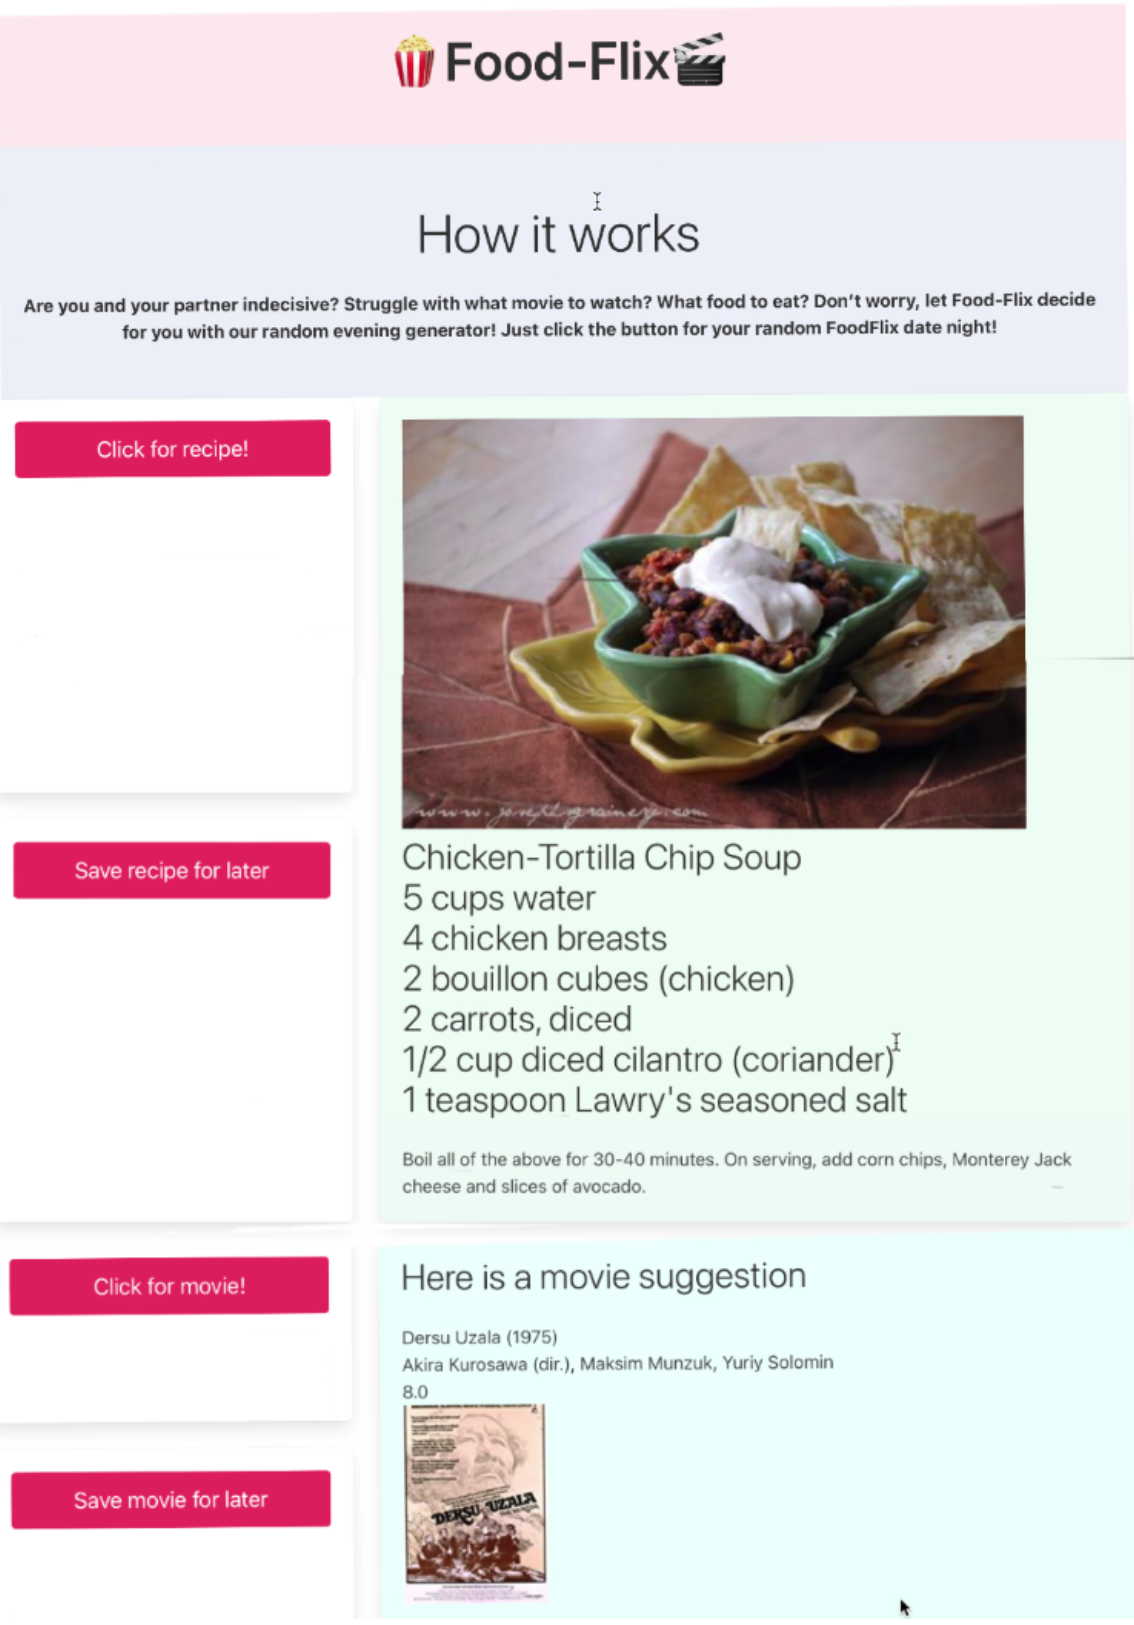 Food-Flix
How it works
Are you and your partner indecisive? Struggle with what movie to watch? What food to eat? Don't worry, let Food-Flix decide
for you with our random evening generator! Just click the button for your random FoodFlix date night!
Click for recipe!
Save recipe for later
Chicken-Tortilla Chip Soup
5 cups water
4 chicken breasts
2 bouillon cubes (chicken)
2 carrots, diced
1/2 cup diced cilantro (coriander)
1 teaspoon Lawry's seasoned salt
Boil all of the above for 30-40 minutes. On serving, add corn chips, Monterey Jack
cheese and slices of avocado.
Click for movie!
Save movie for later
Here is a movie suggestion
Dersu Uzala (1975)
Akira Kurosawa (dir.), Maksim Munzuk, Yuriy Solomin
8.0
DERSU UZALA